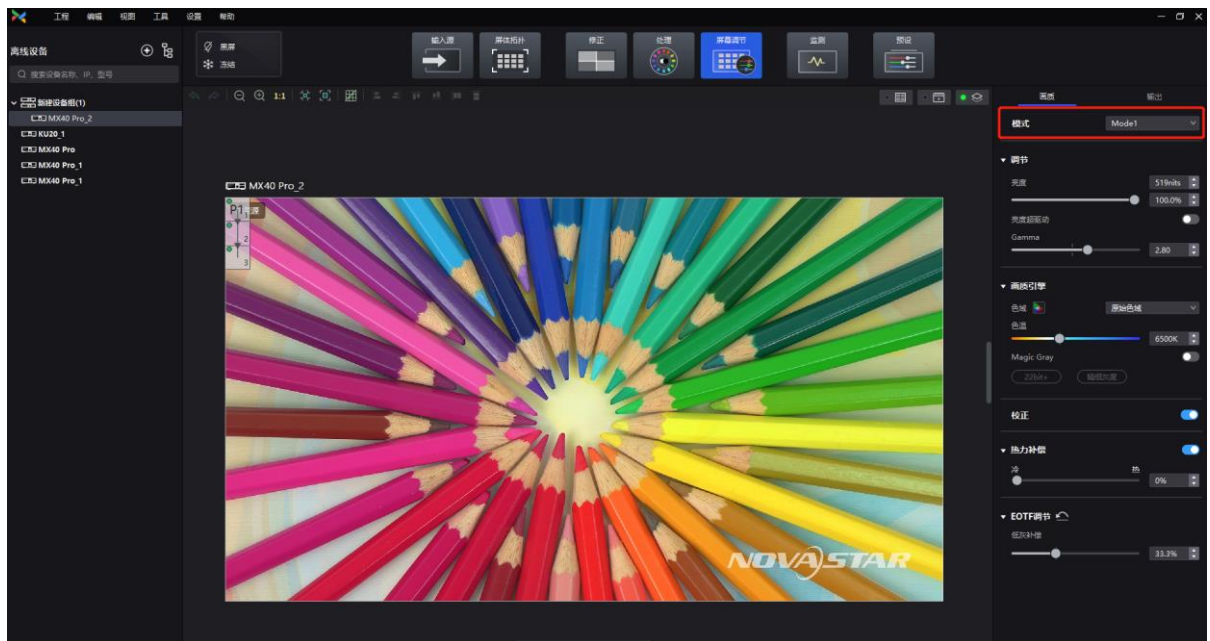 工程 编辑 视图 工具 设置 帮助
离线设备
搜索设备名称、IP、型号
新建设备组(1)
MX40 Pro_2
KU20_1
MX40 Pro
MX40 Pro_1
MX40 Pro_1
黑屏
冻结
输入源 屏体拓扑 修正 处理 屏幕调节 监测 预设
1:1
MX40 Pro_2
P1
1
2
3
NOVASTAR
画质 输出
模式 Mode1
调节
亮度 519nits
100.0%
亮度超驱动
Gamma
2.80
画质引擎
色域 原始色域
色温
6500K
Magic Gray
22bit+ 精细灰度
校正
热力补偿
冷 热
0%
EOTF调节
低灰补偿
33.3%